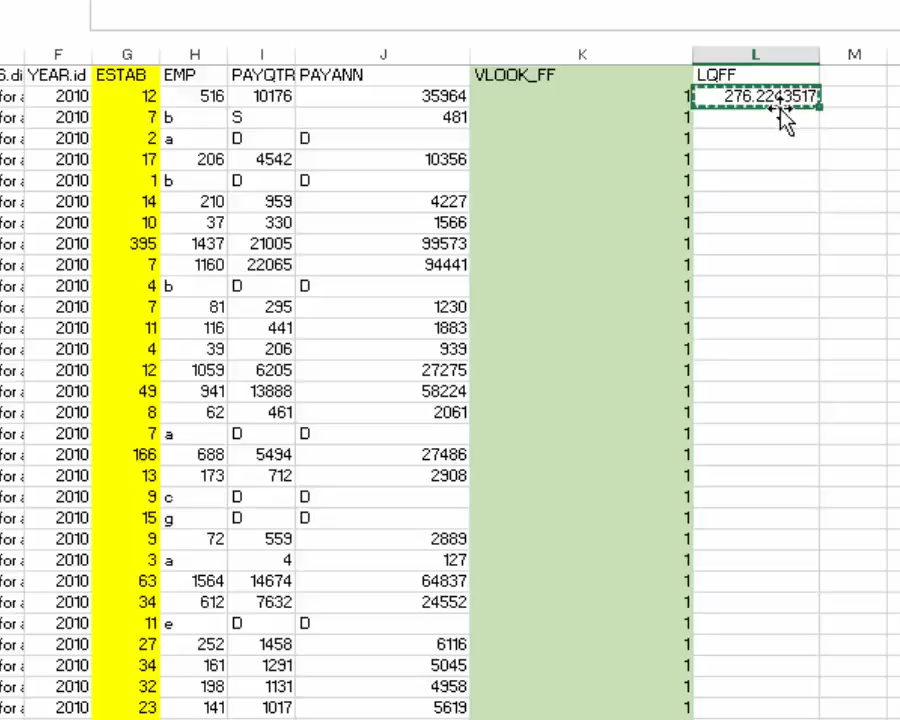 F G H I J K L M
6.di YEAR.id ESTAB EMP PAYQTR PAYANN VLOOK_FF LQFF
for a 2010 12 516 10176 35964 1 276.2243517
for a 2010 7 b S 481 1
for a 2010 2 a D D 1
for a 2010 17 206 4542 10356 1
for a 2010 1 b D D 1
for a 2010 14 210 959 4227 1
for a 2010 10 37 330 1566 1
for a 2010 395 1437 21005 99573 1
for a 2010 7 1160 22065 94441 1
for a 2010 4 b D D 1
for a 2010 7 81 295 1230 1
for a 2010 11 116 441 1883 1
for a 2010 4 39 206 939 1
for a 2010 12 1059 6205 27275 1
for a 2010 49 941 13888 58224 1
for a 2010 8 62 461 2061 1
for a 2010 7 a D D 1
for a 2010 166 688 5494 27486 1
for a 2010 13 173 712 2908 1
for a 2010 9 c D D 1
for a 2010 15 g D D 1
for a 2010 9 72 559 2889 1
for a 2010 3 a 4 127 1
for a 2010 63 1564 14674 64837 1
for a 2010 34 612 7632 24552 1
for a 2010 11 e D D 1
for a 2010 27 252 1458 6116 1
for a 2010 34 161 1291 5045 1
for a 2010 32 198 1131 4958 1
for a 2010 23 141 1017 5619 1